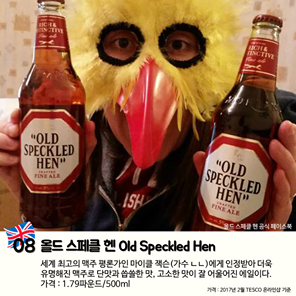 RICH & DISTINCTIVE
"OLD
SPECKLED
HEN"
CRAFTED
FINE ALE
RICH & DISTINCTIVE
"OLD
SPECKLED
HEN"
CRAFTED
FINE ALE
올드 스페클 헨 공식 페이스북
08 올드 스페클 헨 Old Speckled Hen
세계 최고의 맥주 평론가인 마이클 잭슨(가수 ㄴㄴ)에게 인정받아 더욱
유명해진 맥주로 단맛과 씁쓸한 맛, 고소한 맛이 잘 어울어진 에일이다.
가격 : 1.79파운드/500ml
가격 : 2017년 2월 TESCO 온라인상 기준